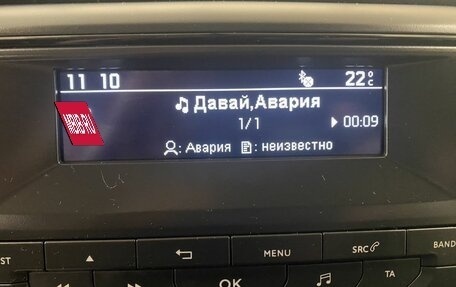 11 10
22°C
Давай,Авария
1/1
00:09
: Авария : неизвестно
MENU
SRC
BAND
OK
TA